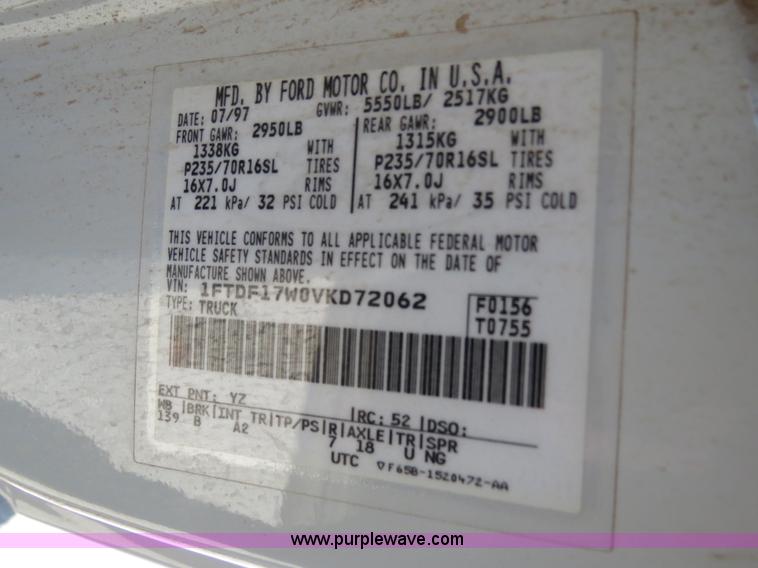 MFD. BY FORD MOTOR CO. IN U.S.A.
DATE: 07/97 GVWR: 5550LB/ 2517KG
FRONT GAWR: 2950LB REAR GAWR: 2900LB
1338KG WITH 1315KG WITH
P235/70R16SL TIRES P235/70R16SL TIRES
16X7.0J RIMS 16X7.0J RIMS
AT 221 kPa/ 32 PSI COLD AT 241 kPa/ 35 PSI COLD
THIS VEHICLE CONFORMS TO ALL APPLICABLE FEDERAL MOTOR
VEHICLE SAFETY STANDARDS IN EFFECT ON THE DATE OF
MANUFACTURE SHOWN ABOVE.
VIN: 1FTDF17W0VKD72062 F0156
TYPE: TRUCK T0755
EXT PNT: YZ RC: 52 DSO:
WB |BRK|INT TR|TP/PS|R|AXLE|TR|SPR
139 B A2 7 18 U NG
UTC ▽F65B-1520472-AA
www.purplewave.com